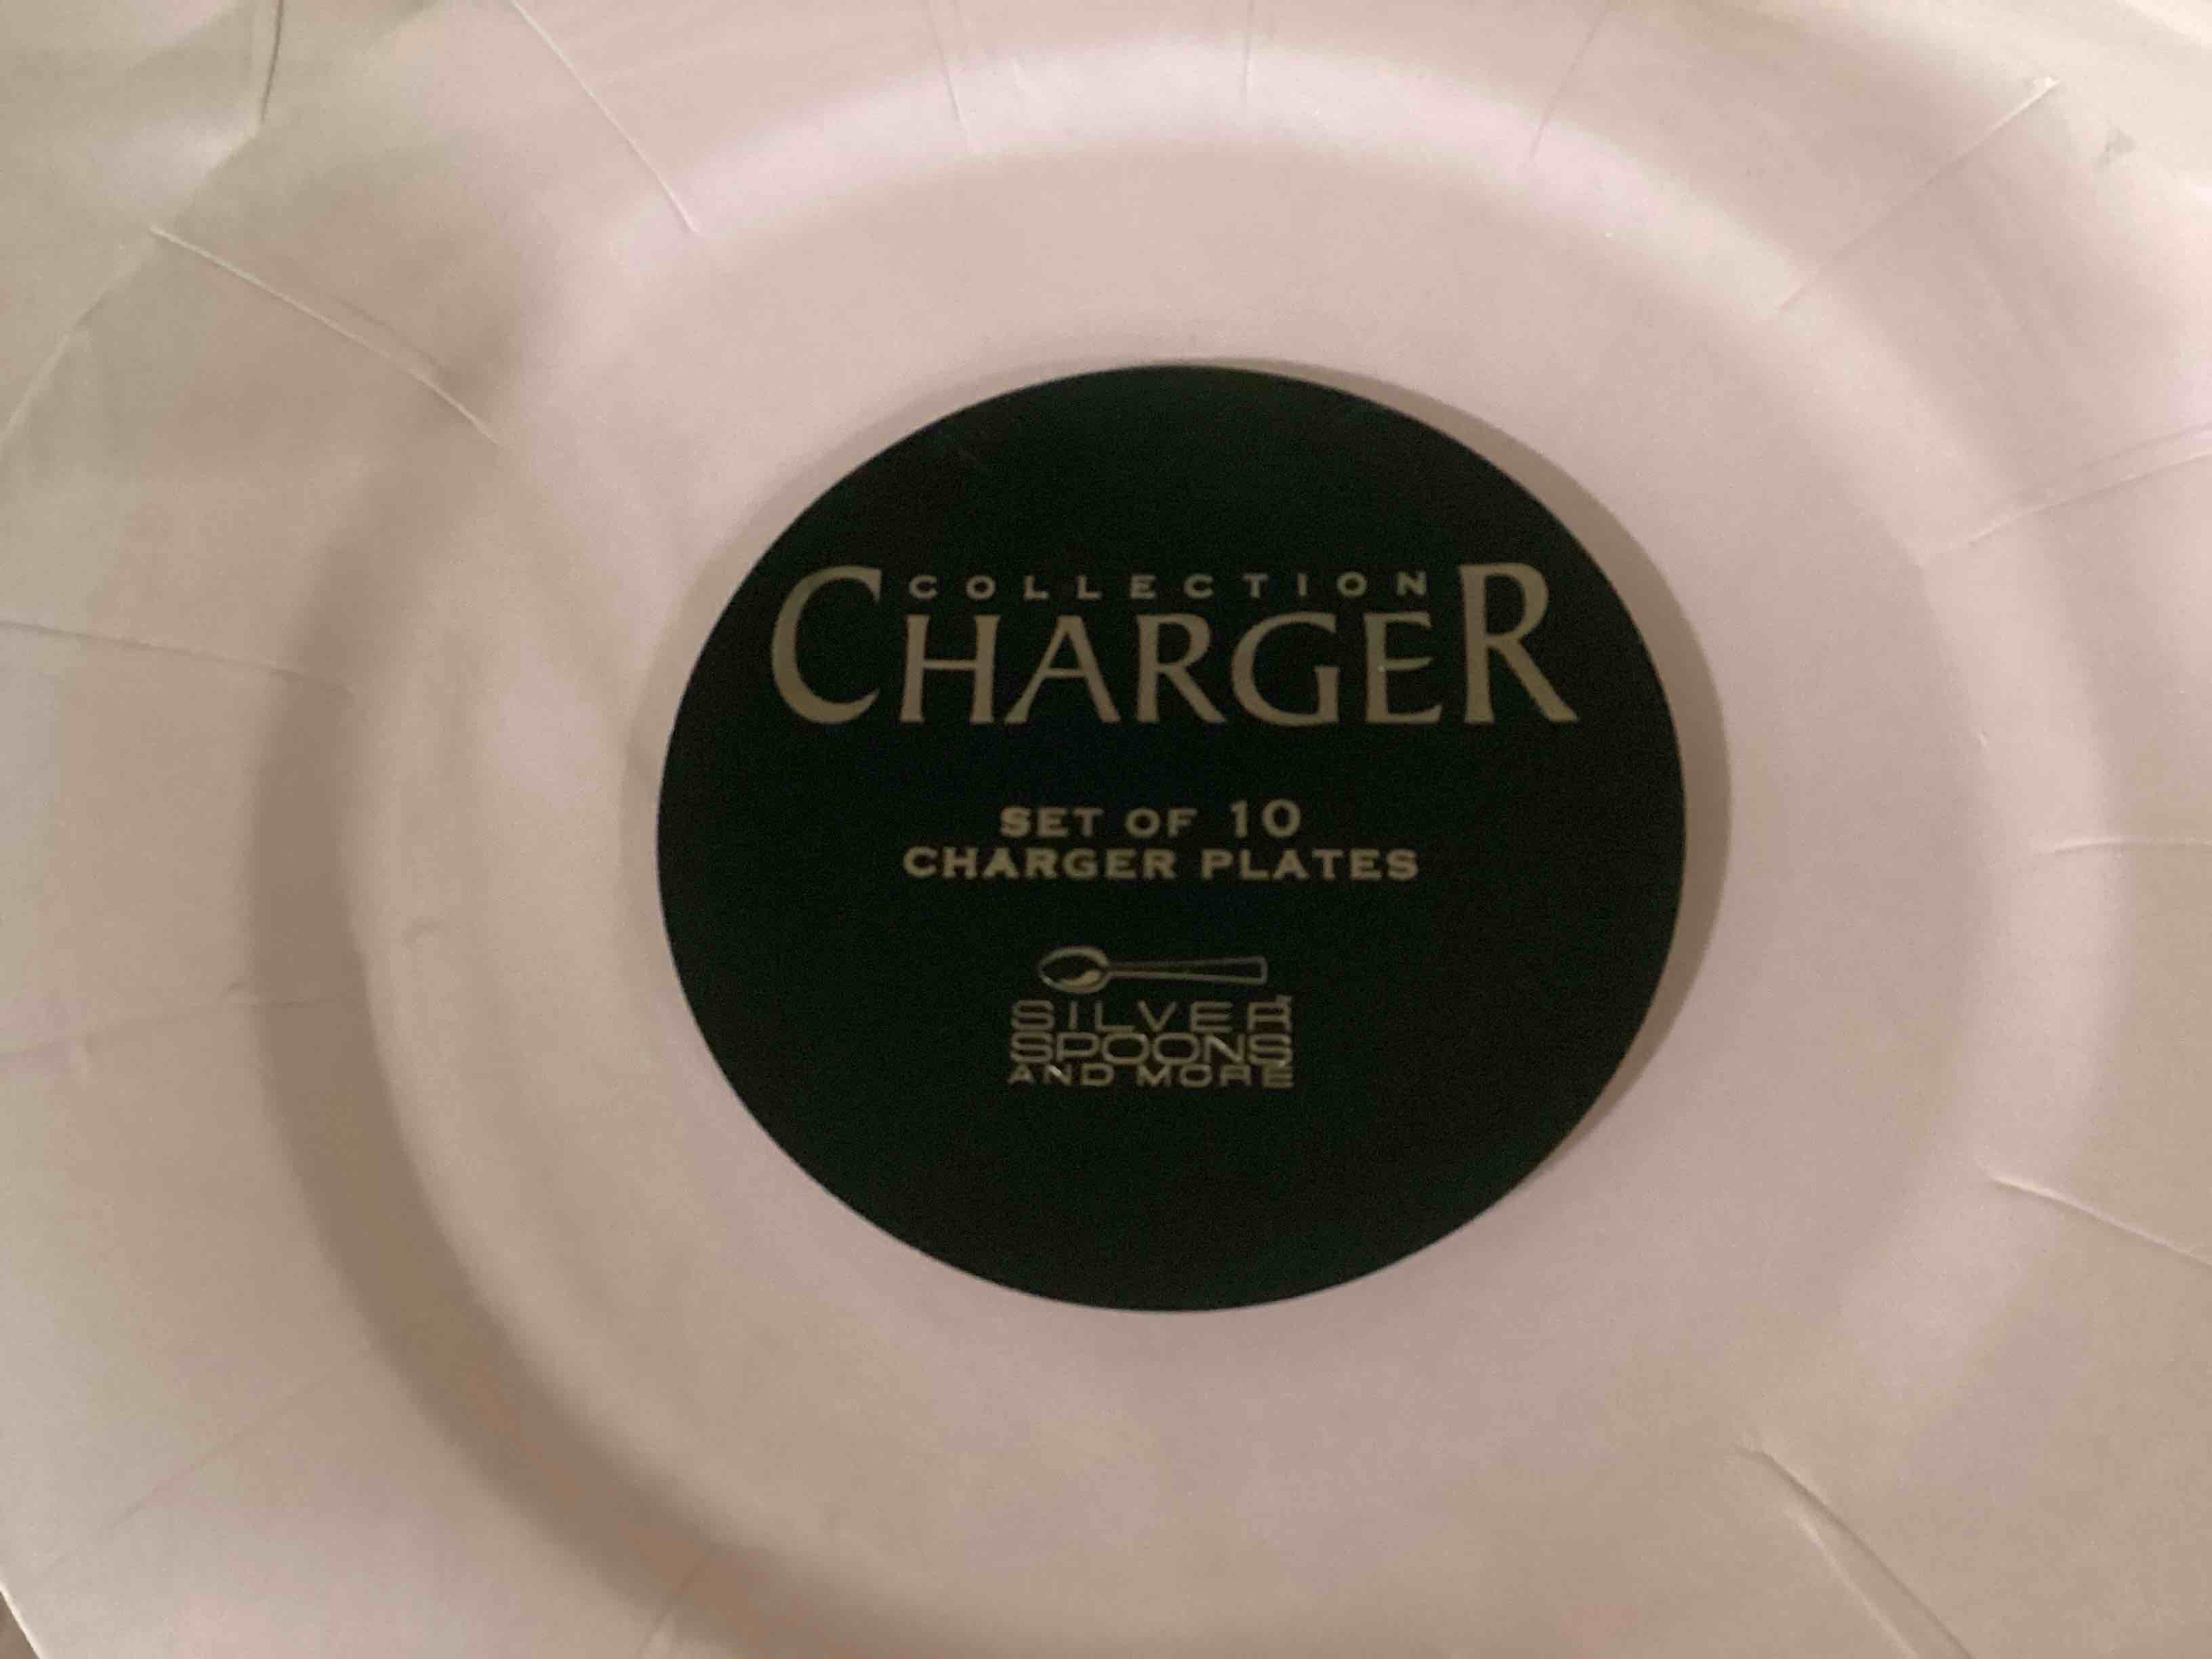 COLLECTION
CHARGER
SET OF 10
CHARGER PLATES
SILVER
SPOONS
AND MORE